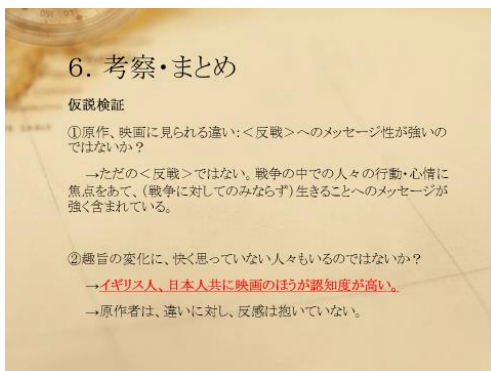 6. 考察・まとめ
仮説検証
①原作、映画に見られる違い:<反戦>へのメッセージ性が強いの
ではないか?
→ただの<反戦>ではない。戦争の中での人々の行動・心情に
焦点をあて、(戦争に対してのみならず)生きることへのメッセージが
強く含まれている。
②趣旨の変化に、快く思っていない人々もいるのではないか?
→イギリス人、日本人共に映画のほうが認知度が高い。
→原作者は、違いに対し、反感は抱いていない。